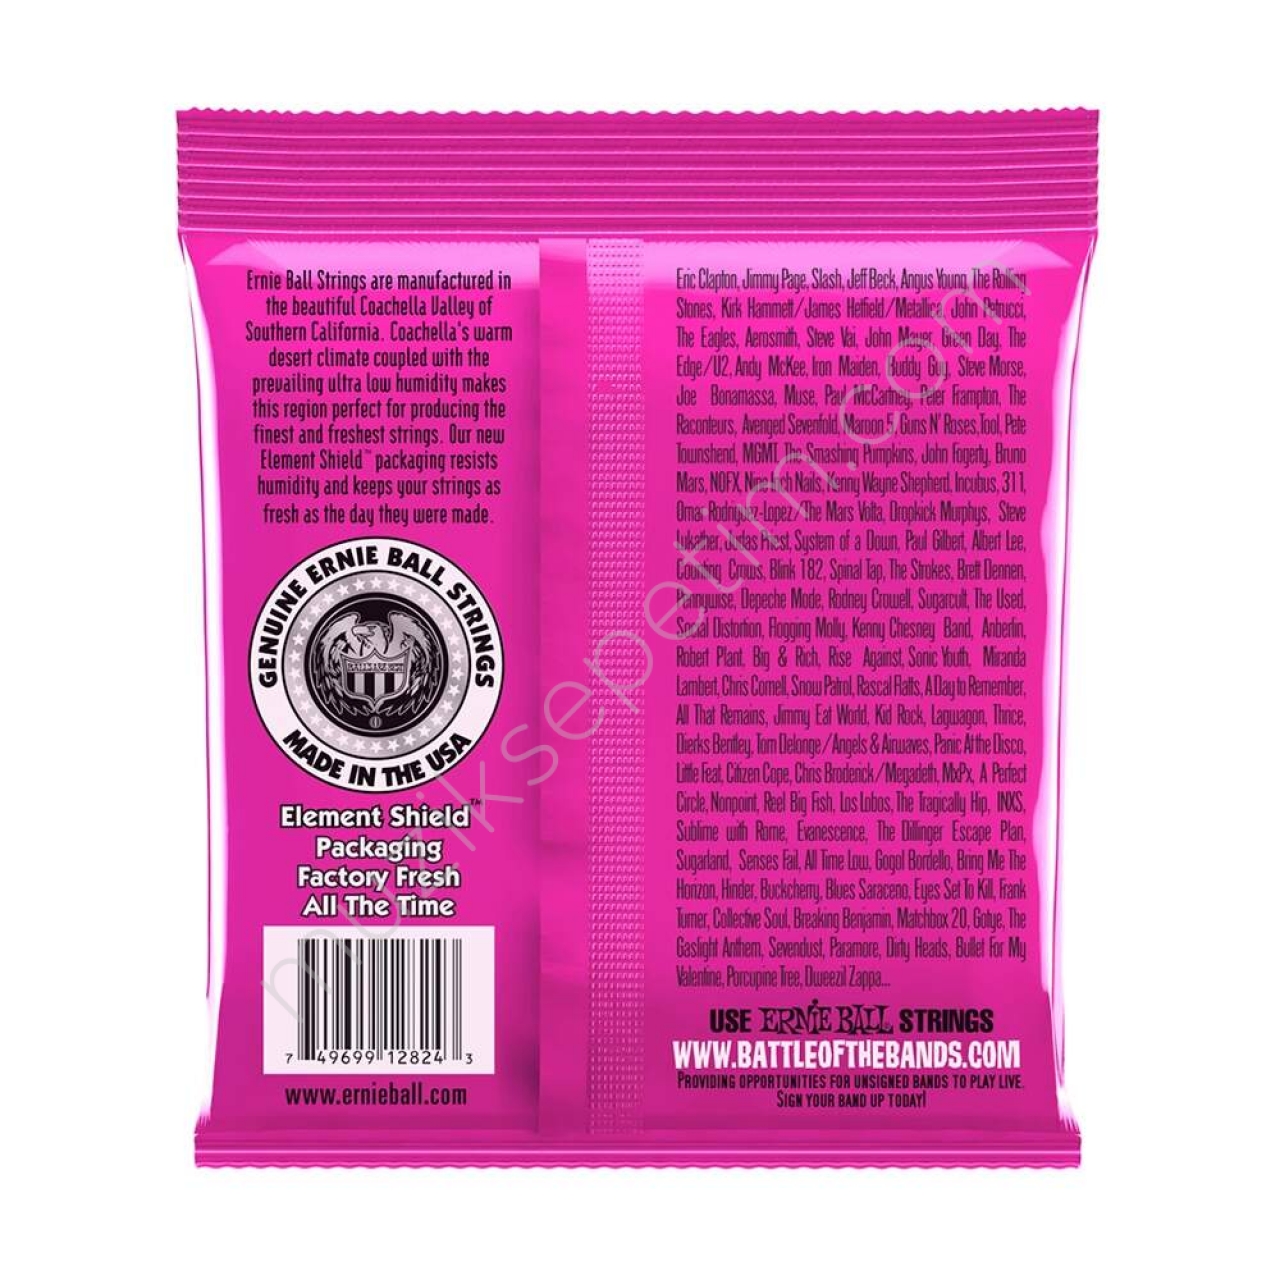 Ernie Ball Strings are manufactured in
the beautiful Coachella Valley of
Southern California. Coachella's warm
desert climate coupled with the
prevailing ultra low humidity makes
this region perfect for producing the
finest and freshest strings. Our new
Element Shield™ packaging resists
humidity and keeps your strings as
fresh as the day they were made.
GENUINE ERNIE BALL STRINGS
MADE IN THE USA
Element Shield™
Packaging
Factory Fresh
All The Time
7 49699 12824 3
www.ernieball.com
Eric Clapton, Jimmy Page, Slash, Jeff Beck, Angus Young, The Rolling
Stones, Kirk Hammett/James Hetfield/Metallica, John Petrucci,
The Eagles, Aerosmith, Steve Vai, John Mayer, Green Day, The
Edge/U2, Andy McKee, Iron Maiden, Buddy Guy, Steve Morse,
Joe Bonamassa, Muse, Paul McCartney, Peter Frampton, The
Raconteurs, Avenged Sevenfold, Maroon 5, Guns N' Roses, Tool, Pete
Townshend, MGMT, The Smashing Pumpkins, John Fogerty, Bruno
Mars, NOFX, Nine Inch Nails, Kenny Wayne Shepherd, Incubus, 311,
Omar Rodriguez-Lopez/The Mars Volta, Dropkick Murphys, Steve
Lukather, Judas Priest, System of a Down, Paul Gilbert, Albert Lee,
Counting Crows, Blink 182, Spinal Tap, The Strokes, Brett Dennen,
Pennywise, Depeche Mode, Rodney Crowell, Sugarcult, The Used,
Social Distortion, Flogging Molly, Kenny Chesney Band, Anberlin,
Robert Plant, Big & Rich, Rise Against, Sonic Youth, Miranda
Lambert, Chris Cornell, Snow Patrol, Rascal Flatts, A Day to Remember,
All That Remains, Jimmy Eat World, Kid Rock, Lagwagon, Thrice,
Dierks Bentley, Tom Delonge/Angels & Airwaves, Panic At the Disco,
Little Feat, Citizen Cope, Chris Broderick/Megadeth, MxPx, A Perfect
Circle, Nonpoint, Reel Big Fish, Los Lobos, The Tragically Hip, INXS,
Sublime with Rome, Evanescence, The Dillinger Escape Plan,
Sugarland, Senses Fail, All Time Low, Gogol Bordello, Bring Me The
Horizon, Hinder, Buckcherry, Blues Saraceno, Eyes Set To Kill, Frank
Turner, Collective Soul, Breaking Benjamin, Matchbox 20, Gotye, The
Gaslight Anthem, Sevendust, Paramore, Dirty Heads, Bullet For My
Valentine, Porcupine Tree, Dweezil Zappa...
USE ERNIE BALL® STRINGS
WWW.BATTLEOFTHEBANDS.COM
PROVIDING OPPORTUNITIES FOR UNSIGNED BANDS TO PLAY LIVE.
SIGN YOUR BAND UP TODAY!
muziksepetim.com